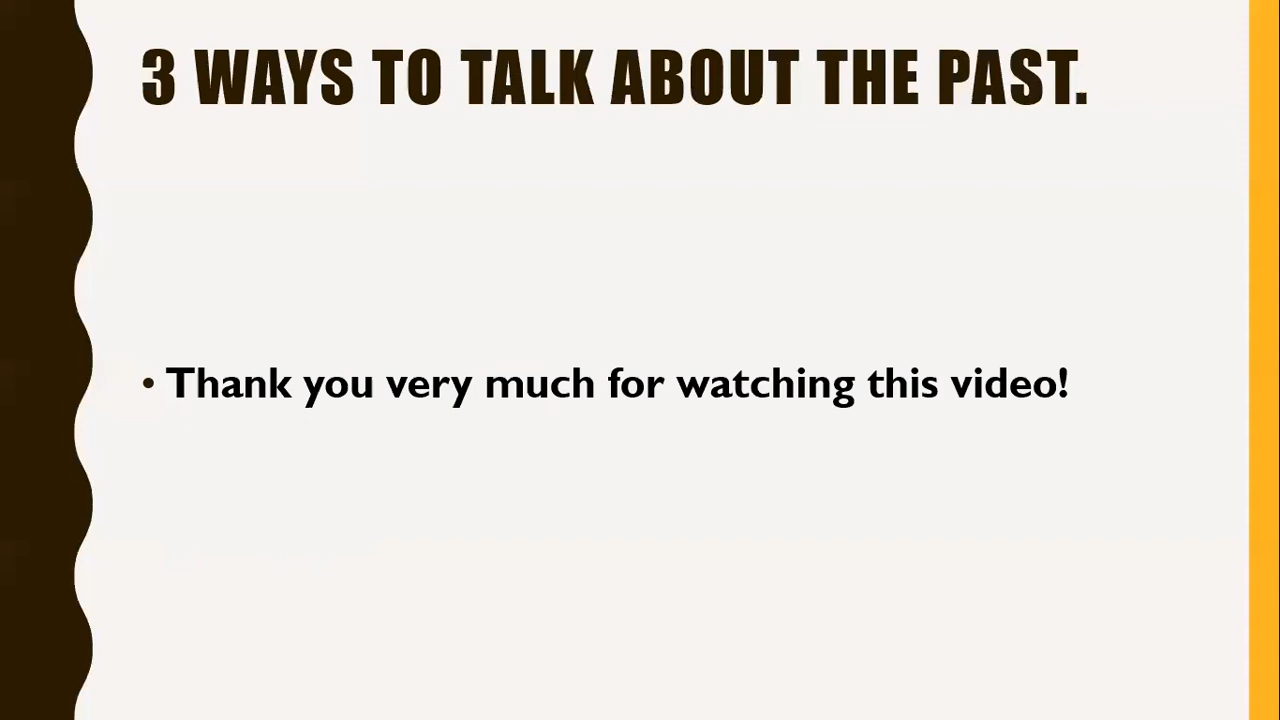 3 WAYS TO TALK ABOUT THE PAST.
• Thank you very much for watching this video!